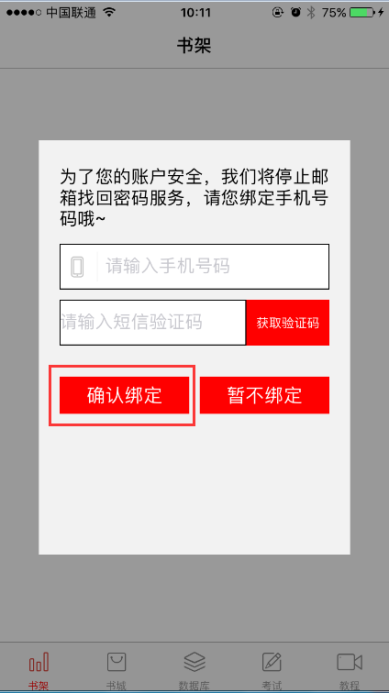 中国联通 10:11 75%
书架
为了您的账户安全，我们将停止邮
箱找回密码服务，请您绑定手机号
码哦~
请输入手机号码
请输入短信验证码 获取验证码
确认绑定 暂不绑定
书架 书城 数据库 考试 教程